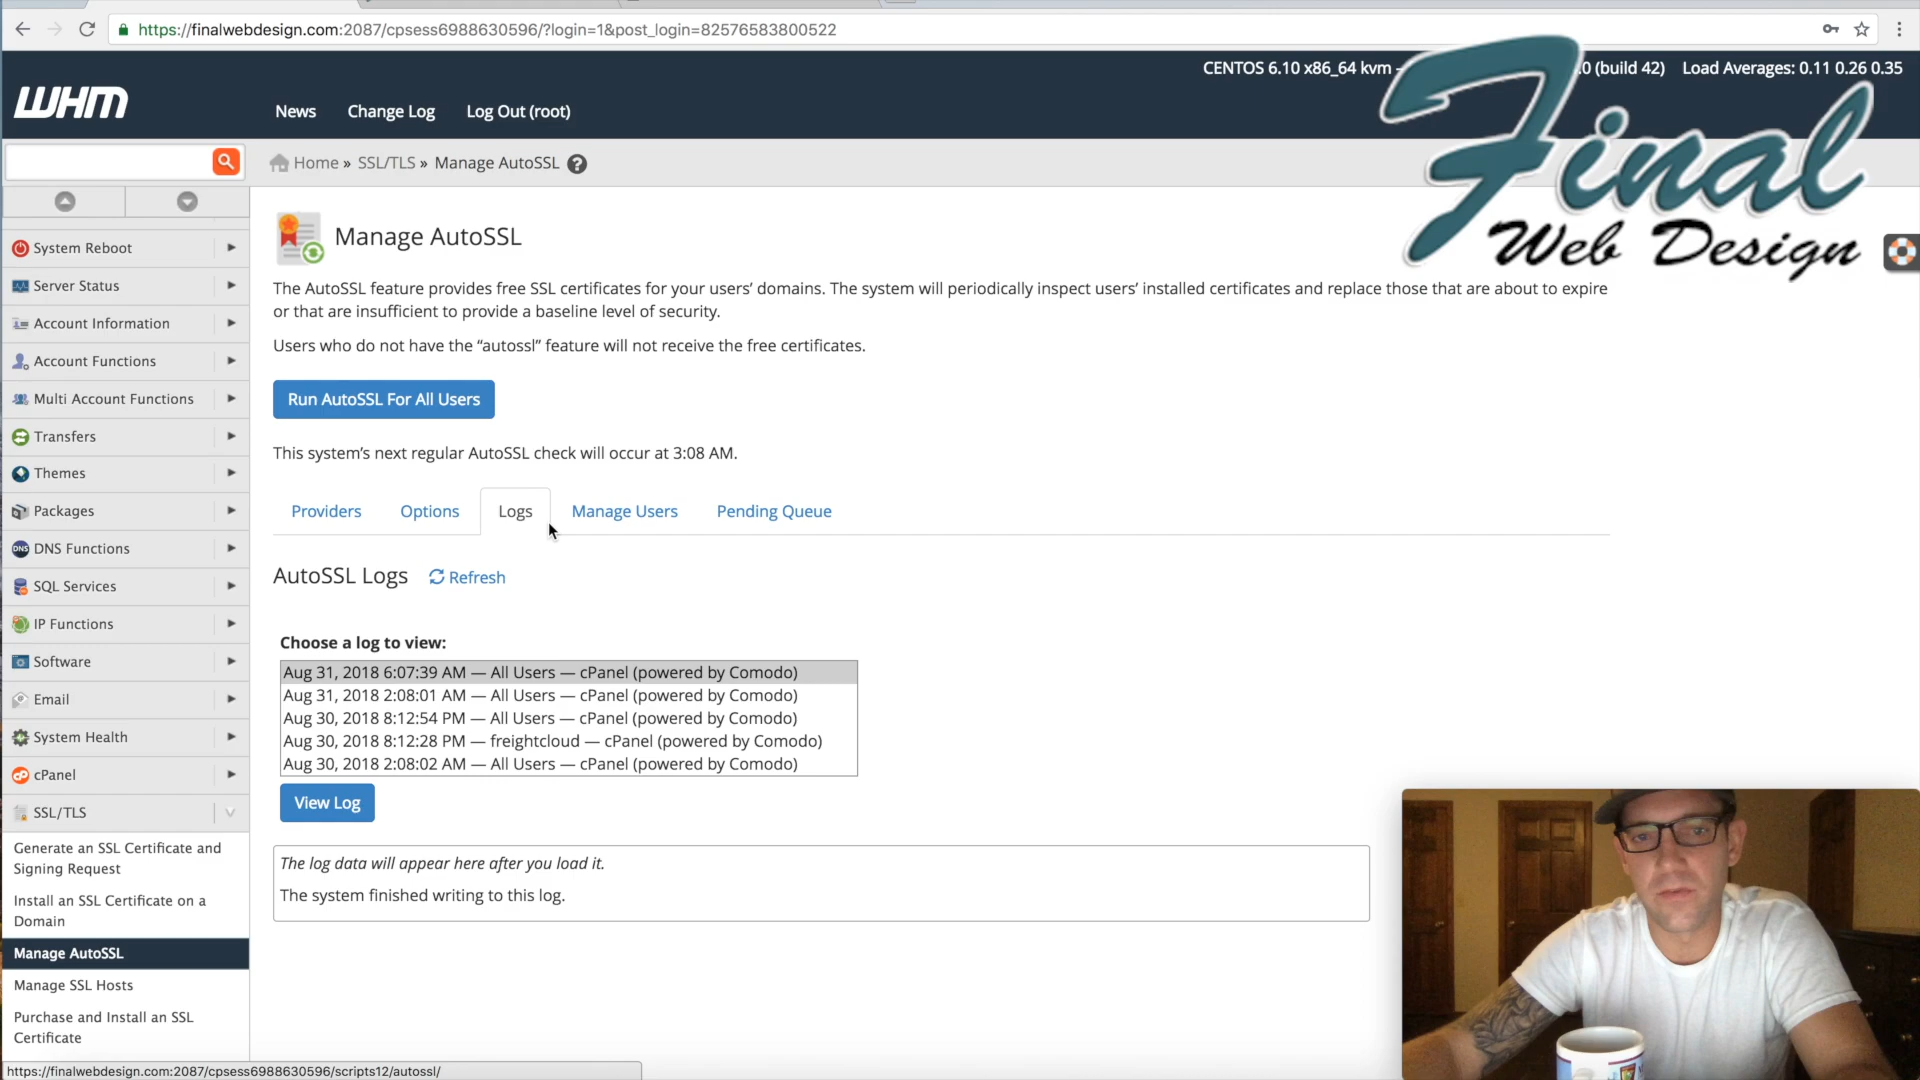 https://finalwebdesign.com:2087/cpsess6988630596/?login=1&post_login=82576583800522
CENTOS 6.10 x86_64 kvm
.0 (build 42) Load Averages: 0.11 0.26 0.35
WHM
News Change Log Log Out (root)
Final
Web Design
Home » SSL/TLS » Manage AutoSSL ?
System Reboot
Server Status
Account Information
Account Functions
Multi Account Functions
Transfers
Themes
Packages
DNS DNS Functions
SQL Services
IP Functions
Software
Email
System Health
cPanel
SSL/TLS
Generate an SSL Certificate and
Signing Request
Install an SSL Certificate on a
Domain
Manage AutoSSL
Manage SSL Hosts
Purchase and Install an SSL
Certificate
Manage AutoSSL
The AutoSSL feature provides free SSL certificates for your users’ domains. The system will periodically inspect users’ installed certificates and replace those that are about to expire
or that are insufficient to provide a baseline level of security.
Users who do not have the “autossl” feature will not receive the free certificates.
Run AutoSSL For All Users
This system’s next regular AutoSSL check will occur at 3:08 AM.
Providers Options Logs Manage Users Pending Queue
AutoSSL Logs Refresh
Choose a log to view:
Aug 31, 2018 6:07:39 AM — All Users — cPanel (powered by Comodo)
Aug 31, 2018 2:08:01 AM — All Users — cPanel (powered by Comodo)
Aug 30, 2018 8:12:54 PM — All Users — cPanel (powered by Comodo)
Aug 30, 2018 8:12:28 PM — freightcloud — cPanel (powered by Comodo)
Aug 30, 2018 2:08:02 AM — All Users — cPanel (powered by Comodo)
View Log
The log data will appear here after you load it.
The system finished writing to this log.
https://finalwebdesign.com:2087/cpsess6988630596/scripts12/autossl/